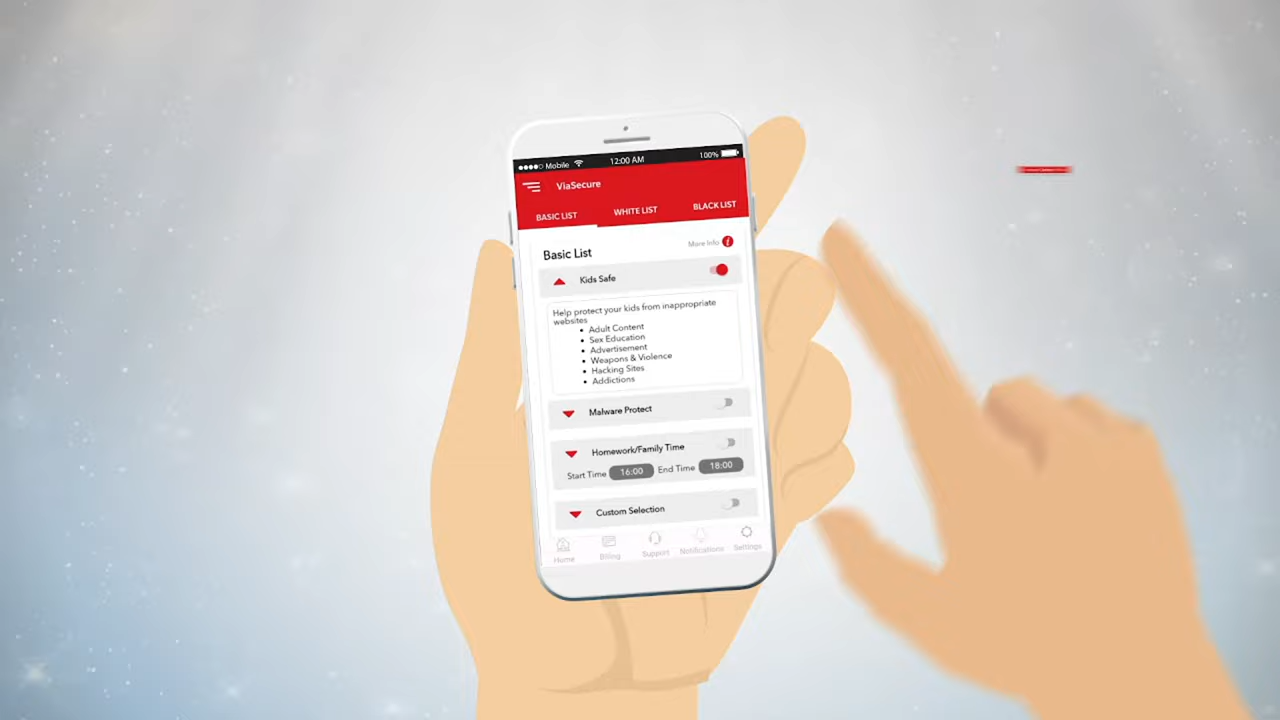 Mobile 12:00 AM 100%
ViaSecure
BASIC LIST WHITE LIST BLACK LIST
Basic List More Info i
Kids Safe
Help protect your kids from inappropriate
websites
• Adult Content
• Sex Education
• Advertisement
• Weapons & Violence
• Hacking Sites
• Addictions
Malware Protect
Homework/Family Time
Start Time 16:00 End Time 18:00
Custom Selection
Home Billing Support Notifications Settings